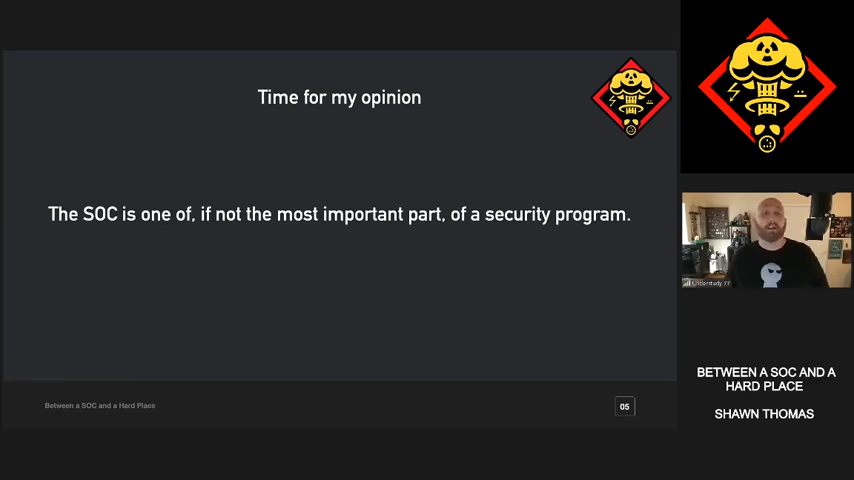 Time for my opinion
The SOC is one of, if not the most important part, of a security program.
Between a SOC and a Hard Place
05
BETWEEN A SOC AND A
HARD PLACE
SHAWN THOMAS